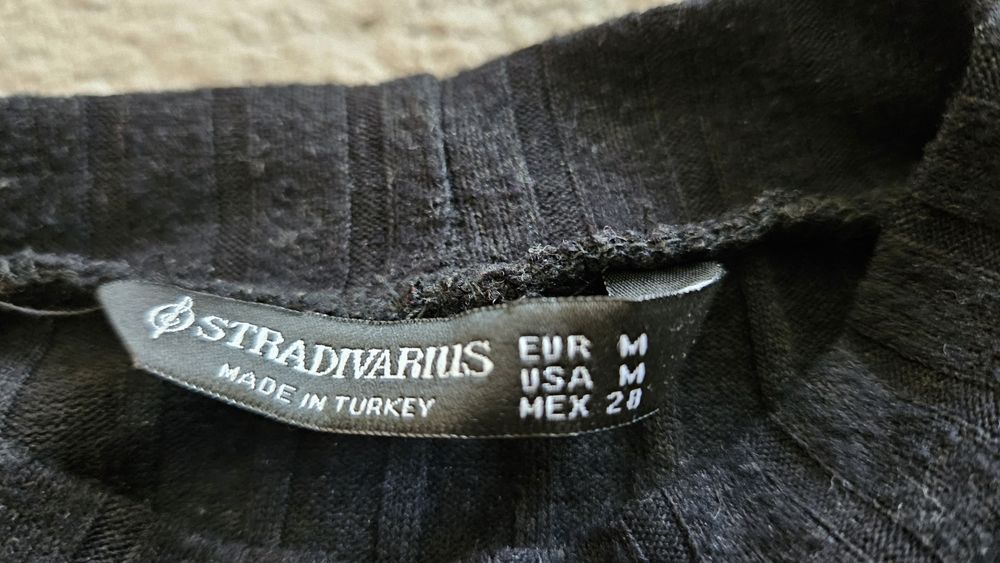 STRADIVARIUS
MADE IN TURKEY
EUR M
USA M
MEX 28